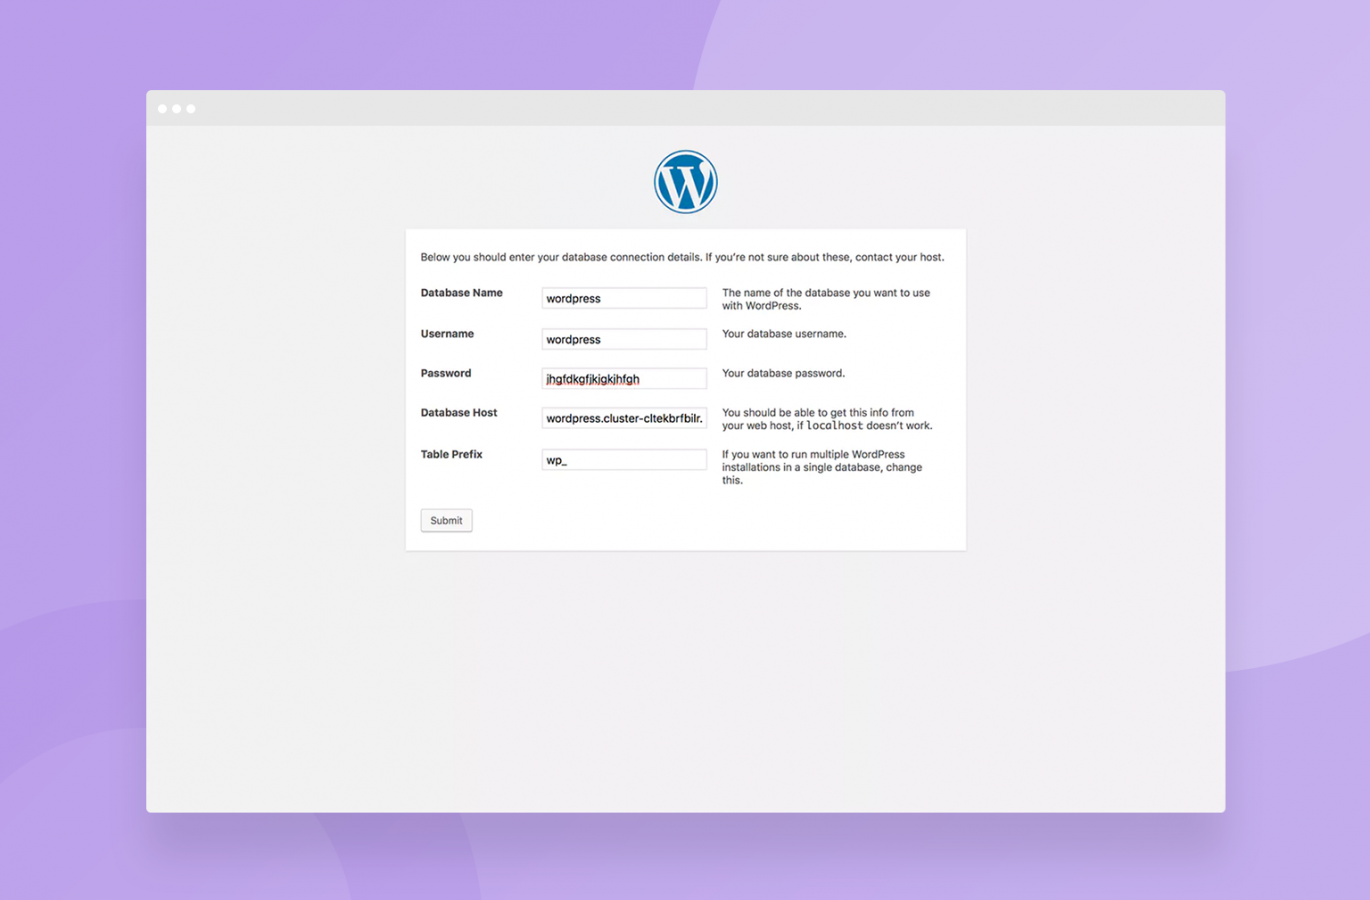 Below you should enter your database connection details. If you’re not sure about these, contact your host.
Database Name
wordpress
The name of the database you want to use
with WordPress.
Username
wordpress
Your database username.
Password
jhgfdkgfjkjgkjhfgh
Your database password.
Database Host
wordpress.cluster-cltekbrfbilr.
You should be able to get this info from
your web host, if localhost doesn’t work.
Table Prefix
wp_
If you want to run multiple WordPress
installations in a single database, change
this.
Submit